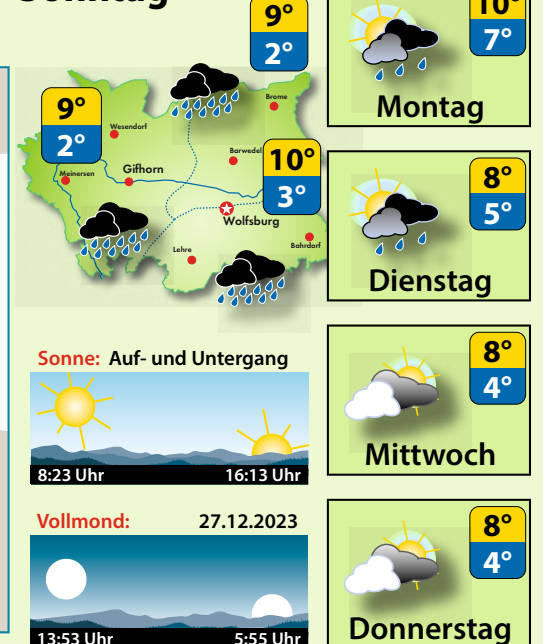 Sonntag
9°
2°
Brome
9°
2°
Wesendorf
Barwedel
10°
3°
Meinersen
Gifhorn
Wolfsburg
Lehre
Bahrdorf
Sonne: Auf- und Untergang
8:23 Uhr 16:13 Uhr
Vollmond: 27.12.2023
13:53 Uhr 5:55 Uhr
10°
7°
Montag
8°
5°
Dienstag
8°
4°
Mittwoch
8°
4°
Donnerstag